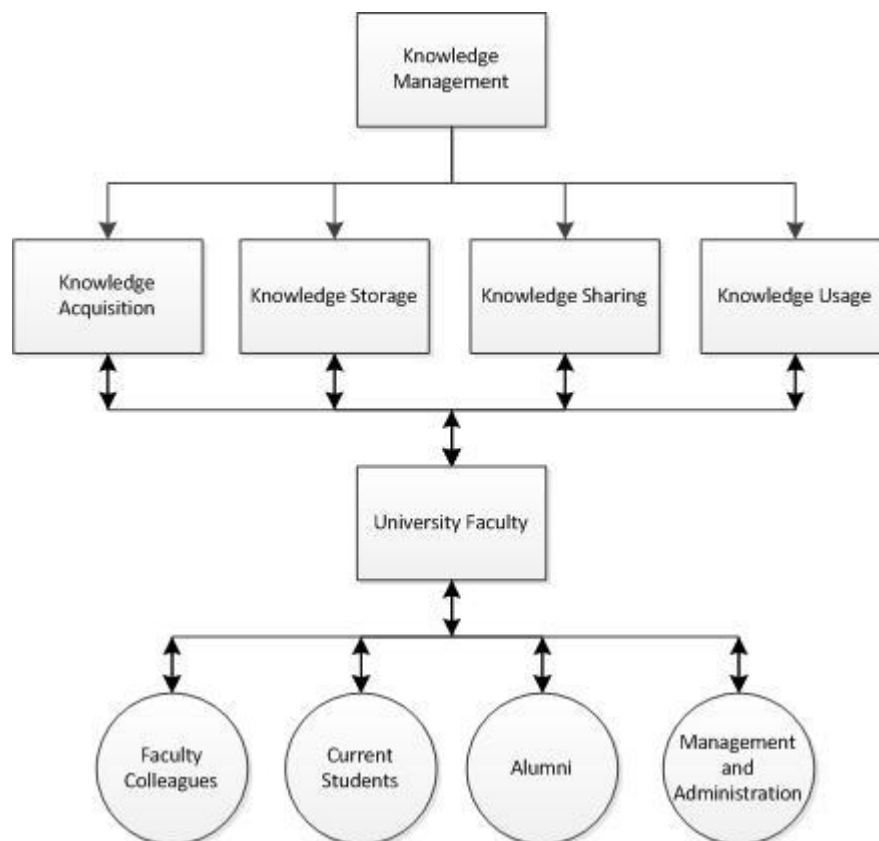 Knowledge
Management
Knowledge
Acquisition
Knowledge Storage
Knowledge Sharing
Knowledge Usage
University Faculty
Faculty
Colleagues
Current
Students
Alumni
Management
and
Administration